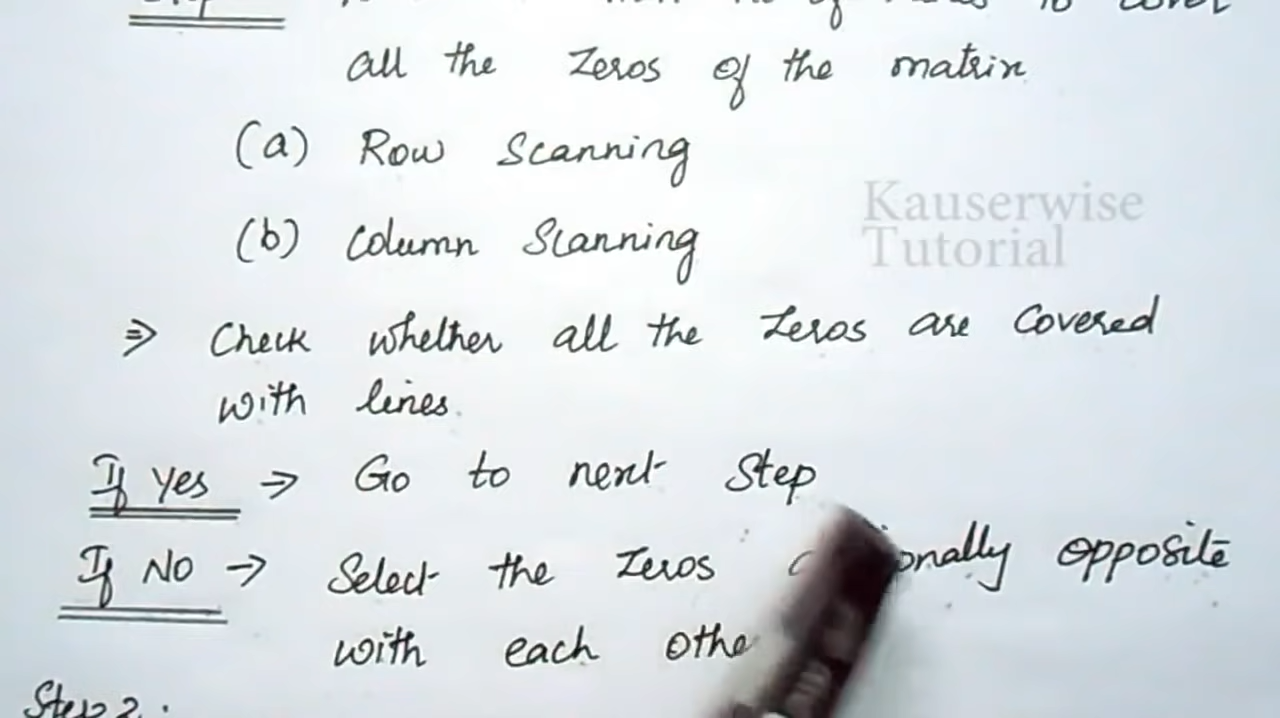 all the Zeros of the matrix
(a) Row Scanning
(b) Column Scanning
Kauserwise
Tutorial
⇒ Check whether all the Zeros are Covered
with lines.
If Yes → Go to next Step
If No → Select the Zeros opposite
with each